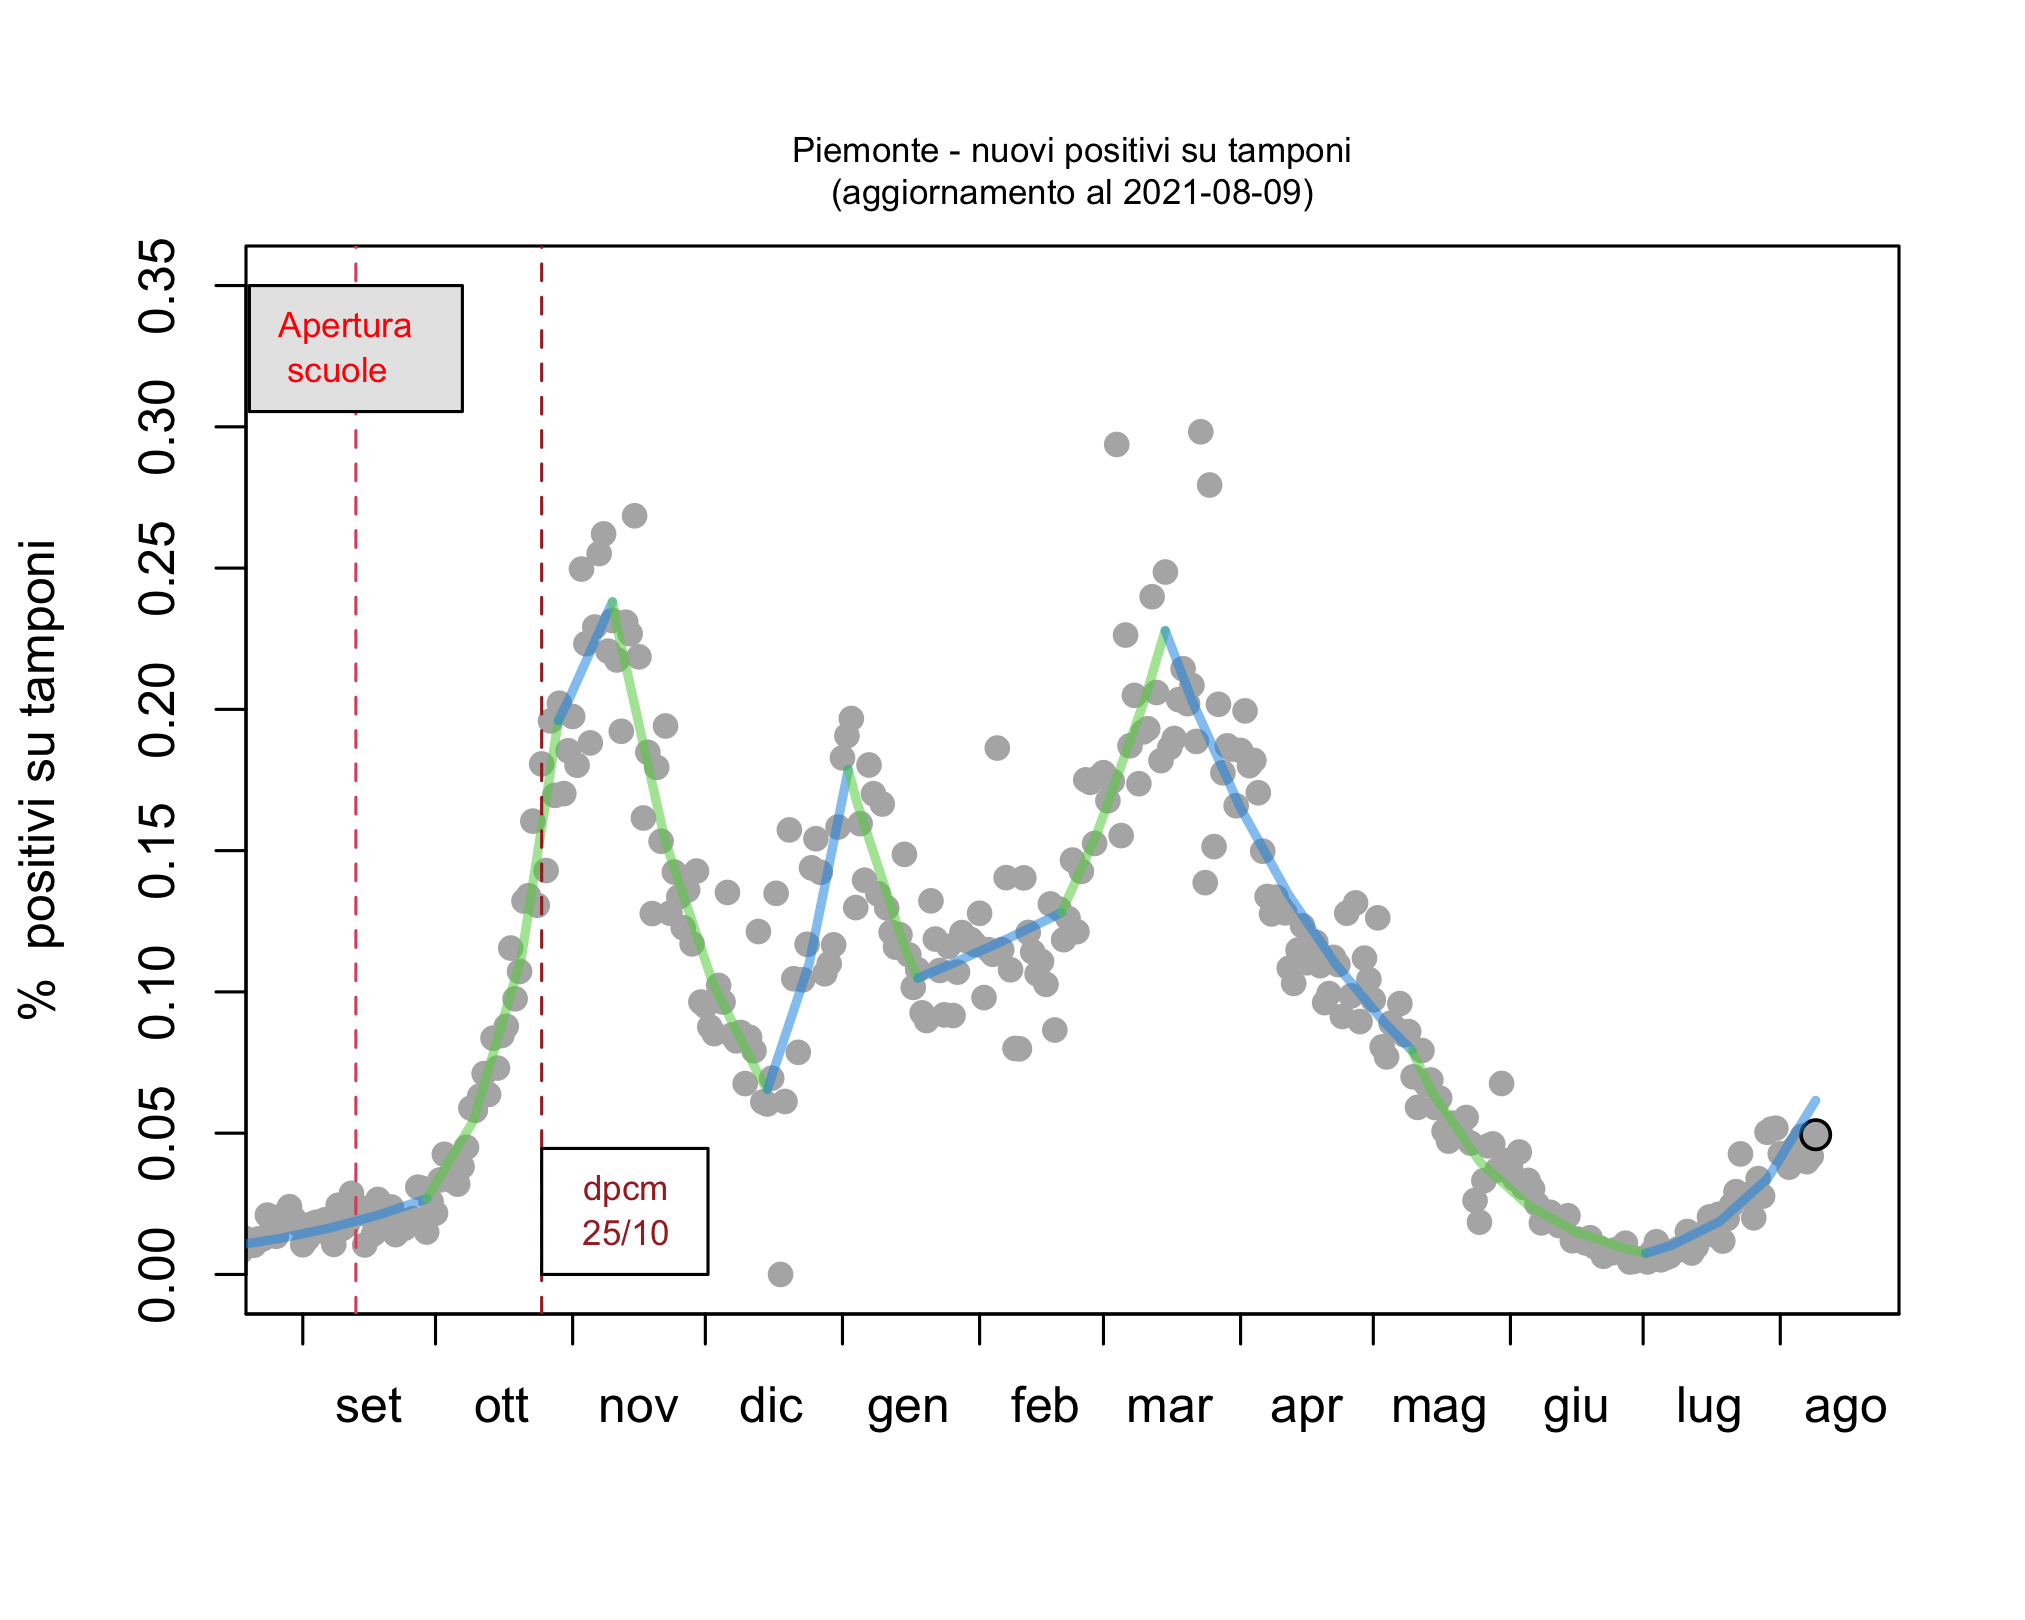 Piemonte - nuovi positivi su tamponi
(aggiornamento al 2021-08-09)
% positivi su tamponi
0.35
0.30
0.25
0.20
0.15
0.10
0.05
0.00
Apertura
scuole
dpcm
25/10
set ott nov dic gen feb mar apr mag giu lug ago